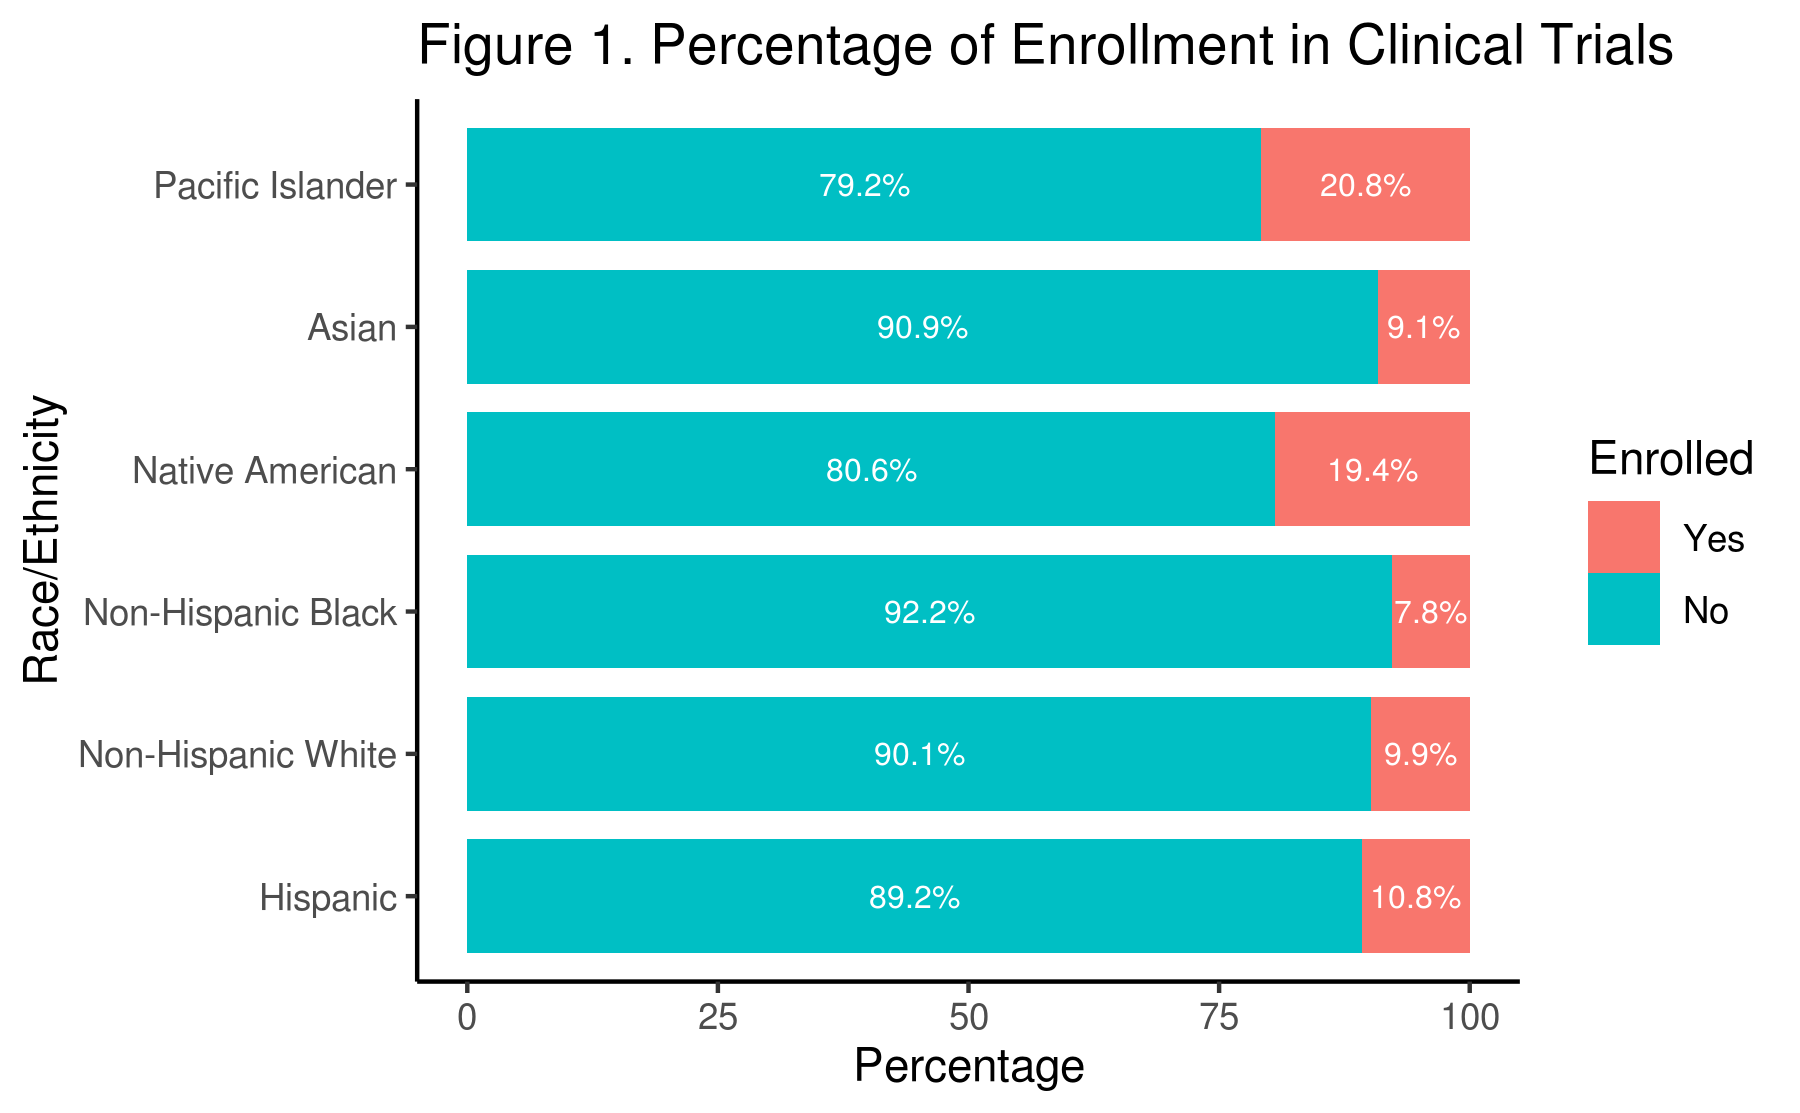 Figure 1. Percentage of Enrollment in Clinical Trials
Race/Ethnicity
Pacific Islander
79.2%
20.8%
Asian
90.9%
9.1%
Native American
80.6%
19.4%
Non-Hispanic Black
92.2%
7.8%
Non-Hispanic White
90.1%
9.9%
Hispanic
89.2%
10.8%
0
25
50
75
100
Percentage
Enrolled
Yes
No